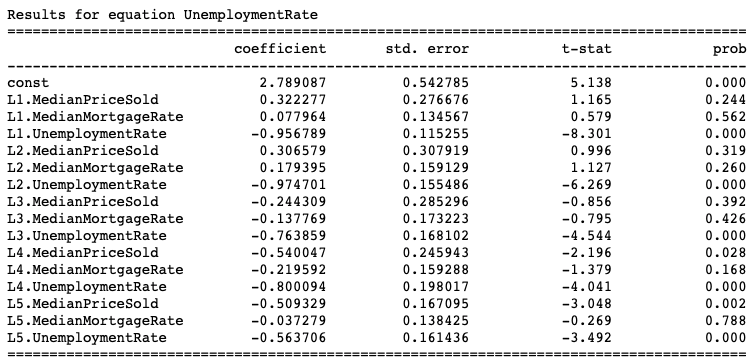 Results for equation UnemploymentRate
==========================================================================================
coefficient std. error t-stat prob
------------------------------------------------------------------------------------------
const 2.789087 0.542785 5.138 0.000
L1.MedianPriceSold 0.322277 0.276676 1.165 0.244
L1.MedianMortgageRate 0.077964 0.134567 0.579 0.562
L1.UnemploymentRate -0.956789 0.115255 -8.301 0.000
L2.MedianPriceSold 0.306579 0.307919 0.996 0.319
L2.MedianMortgageRate 0.179395 0.159129 1.127 0.260
L2.UnemploymentRate -0.974701 0.155486 -6.269 0.000
L3.MedianPriceSold -0.244309 0.285296 -0.856 0.392
L3.MedianMortgageRate -0.137769 0.173223 -0.795 0.426
L3.UnemploymentRate -0.763859 0.168102 -4.544 0.000
L4.MedianPriceSold -0.540047 0.245943 -2.196 0.028
L4.MedianMortgageRate -0.219592 0.159288 -1.379 0.168
L4.UnemploymentRate -0.800094 0.198017 -4.041 0.000
L5.MedianPriceSold -0.509329 0.167095 -3.048 0.002
L5.MedianMortgageRate -0.037279 0.138425 -0.269 0.788
L5.UnemploymentRate -0.563706 0.161436 -3.492 0.000
==========================================================================================